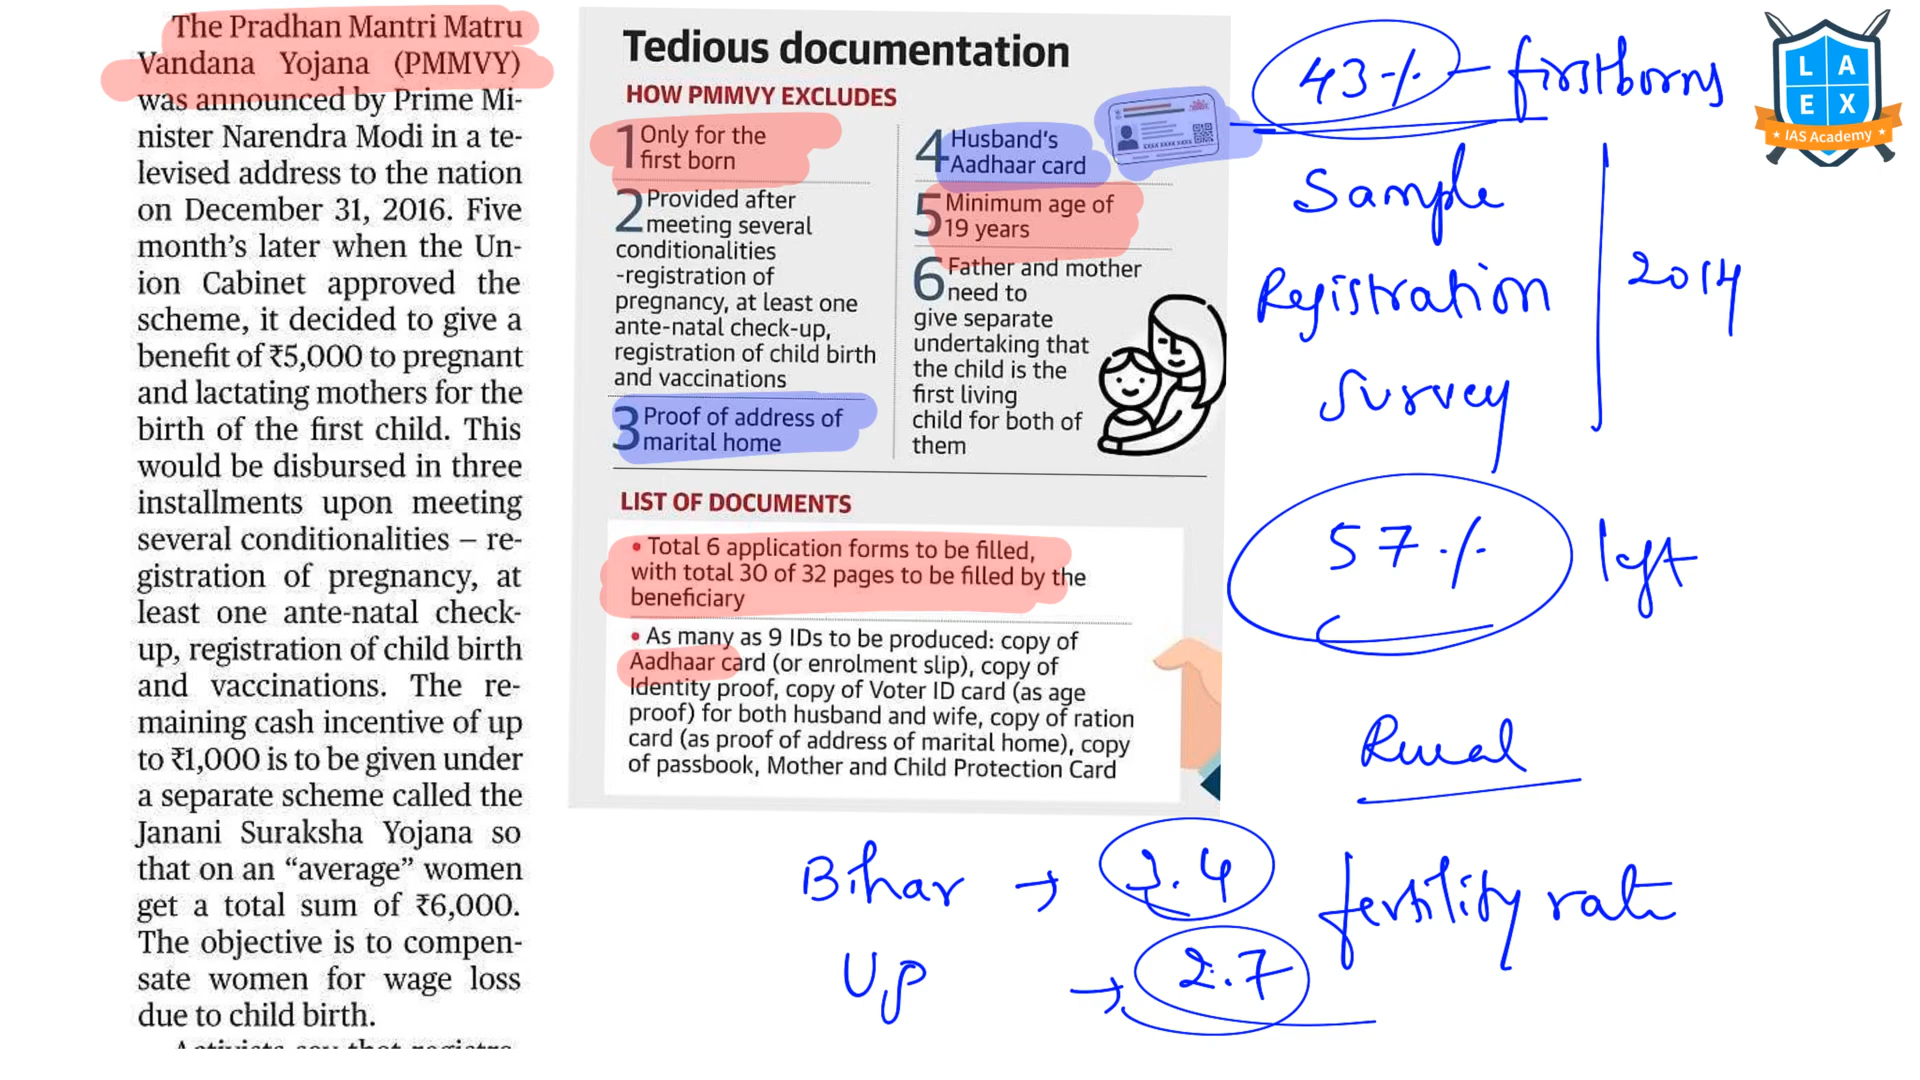 The Pradhan Mantri Matru
Vandana Yojana (PMMVY)
was announced by Prime Mi-
nister Narendra Modi in a te-
levised address to the nation
on December 31, 2016. Five
month's later when the Un-
ion Cabinet approved the
scheme, it decided to give a
benefit of ₹5,000 to pregnant
and lactating mothers for the
birth of the first child. This
would be disbursed in three
installments upon meeting
several conditionalities – re-
gistration of pregnancy, at
least one ante-natal check-
up, registration of child birth
and vaccinations. The re-
maining cash incentive of up
to ₹1,000 is to be given under
a separate scheme called the
Janani Suraksha Yojana so
that on an "average" women
get a total sum of ₹6,000.
The objective is to compen-
sate women for wage loss
due to child birth.
Tedious documentation
HOW PMMVY EXCLUDES
1 Only for the
first born
2 Provided after
meeting several
conditionalities
-registration of
pregnancy, at least one
ante-natal check-up,
registration of child birth
and vaccinations
3 Proof of address of
marital home
4 Husband's
Aadhaar card
XXXX XXXX XXXX
5 Minimum age of
19 years
6 Father and mother
need to
give separate
undertaking that
the child is the
first living
child for both of
them
LIST OF DOCUMENTS
• Total 6 application forms to be filled,
with total 30 of 32 pages to be filled by the
beneficiary
• As many as 9 IDs to be produced: copy of
Aadhaar card (or enrolment slip), copy of
Identity proof, copy of Voter ID card (as age
proof) for both husband and wife, copy of ration
card (as proof of address of marital home), copy
of passbook, Mother and Child Protection Card
43% – firstborns
Sample
Registration
Survey
2014
57% left
Rural
Bihar → 3.4 fertility rate
UP → 2.7
L A
E X
IAS Academy